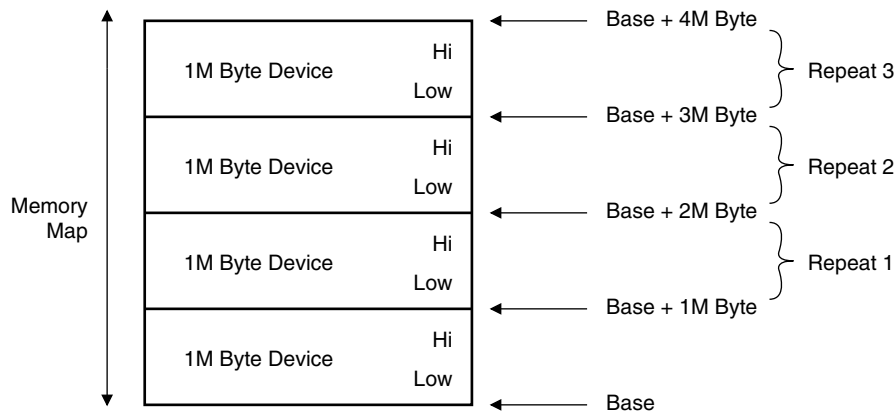 Base + 4M Byte
Hi
1M Byte Device
Low
Repeat 3
Base + 3M Byte
Hi
1M Byte Device
Low
Repeat 2
Memory
Map
Base + 2M Byte
Hi
1M Byte Device
Low
Repeat 1
Base + 1M Byte
Hi
1M Byte Device
Low
Base